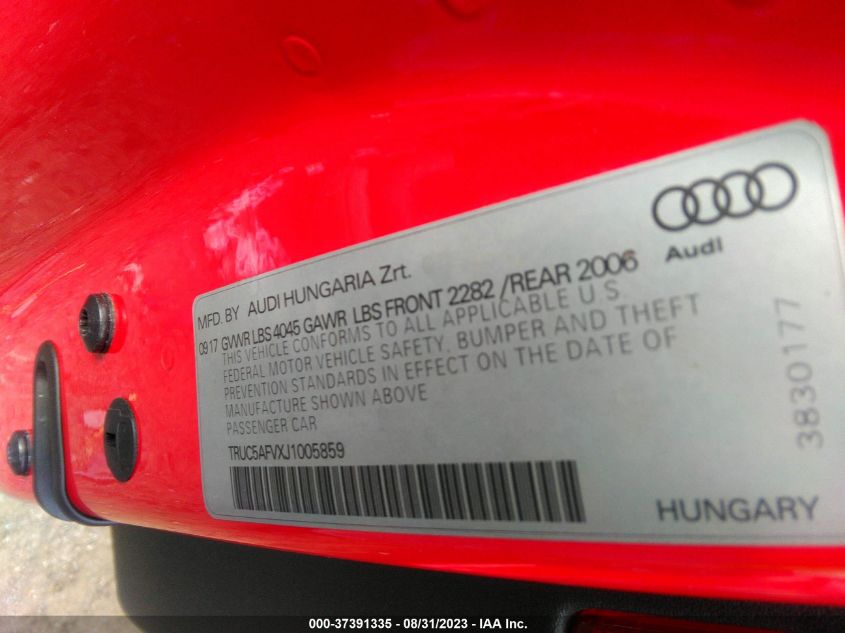 Audi
MFD. BY AUDI HUNGARIA Zrt.
0917 GVWR LBS 4045 GAWR LBS FRONT 2282 /REAR 2006
THIS VEHICLE CONFORMS TO ALL APPLICABLE U S
FEDERAL MOTOR VEHICLE SAFETY, BUMPER AND THEFT
PREVENTION STANDARDS IN EFFECT ON THE DATE OF
MANUFACTURE SHOWN ABOVE
PASSENGER CAR
TRUC5AFVXJ1005859
3830177
HUNGARY
000-37391335 - 08/31/2023 - IAA Inc.